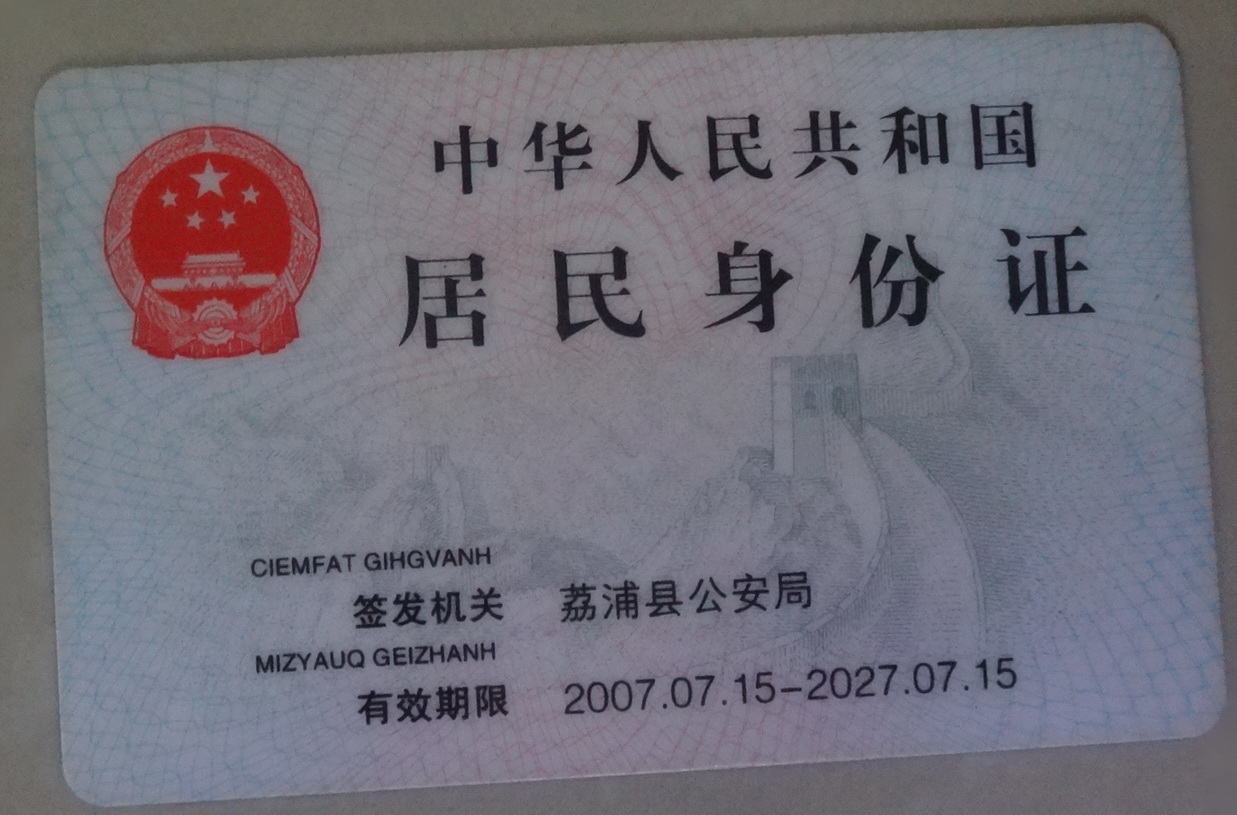 中华人民共和国
居民身份证
CIEMFAT GIHGVANH
签发机关 荔浦县公安局
MIZYAUQ GEIZHANH
有效期限 2007.07.15-2027.07.15